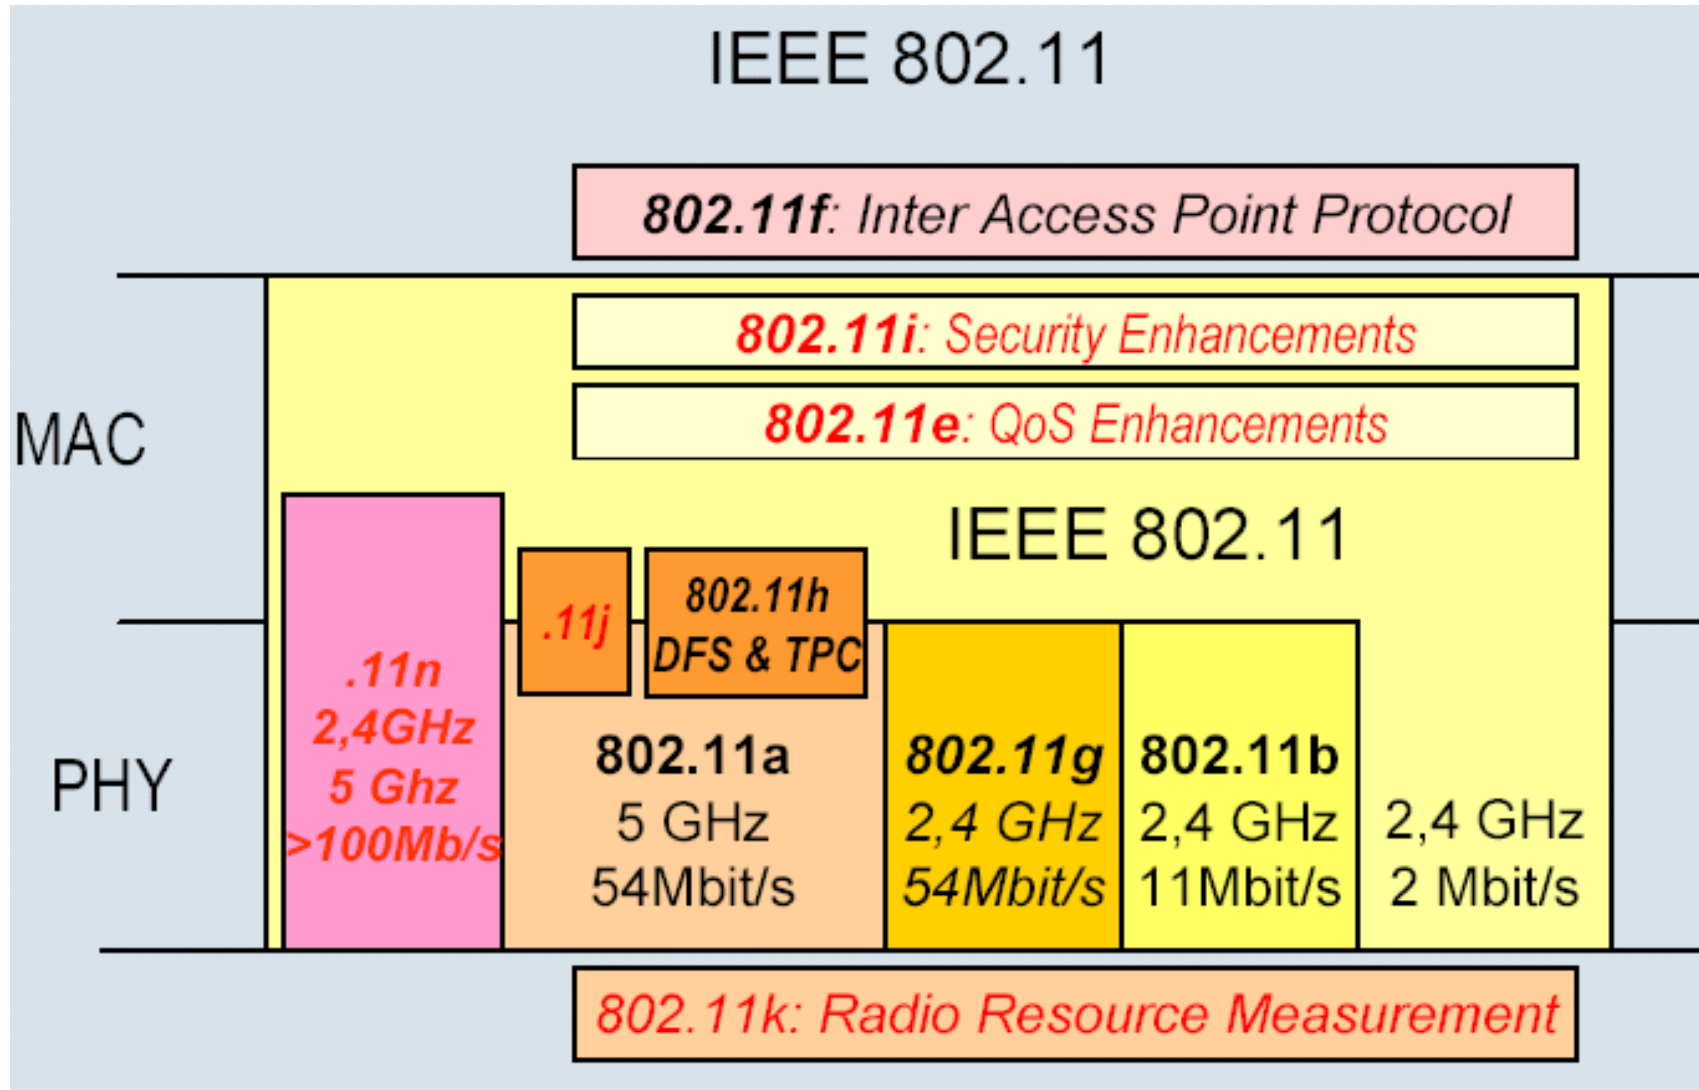 IEEE 802.11
802.11f: Inter Access Point Protocol
MAC
802.11i: Security Enhancements
802.11e: QoS Enhancements
IEEE 802.11
PHY
.11n
2,4GHz
5 Ghz
>100Mb/s
.11j
802.11h
DFS & TPC
802.11a
5 GHz
54Mbit/s
802.11g
2,4 GHz
54Mbit/s
802.11b
2,4 GHz
11Mbit/s
2,4 GHz
2 Mbit/s
802.11k: Radio Resource Measurement